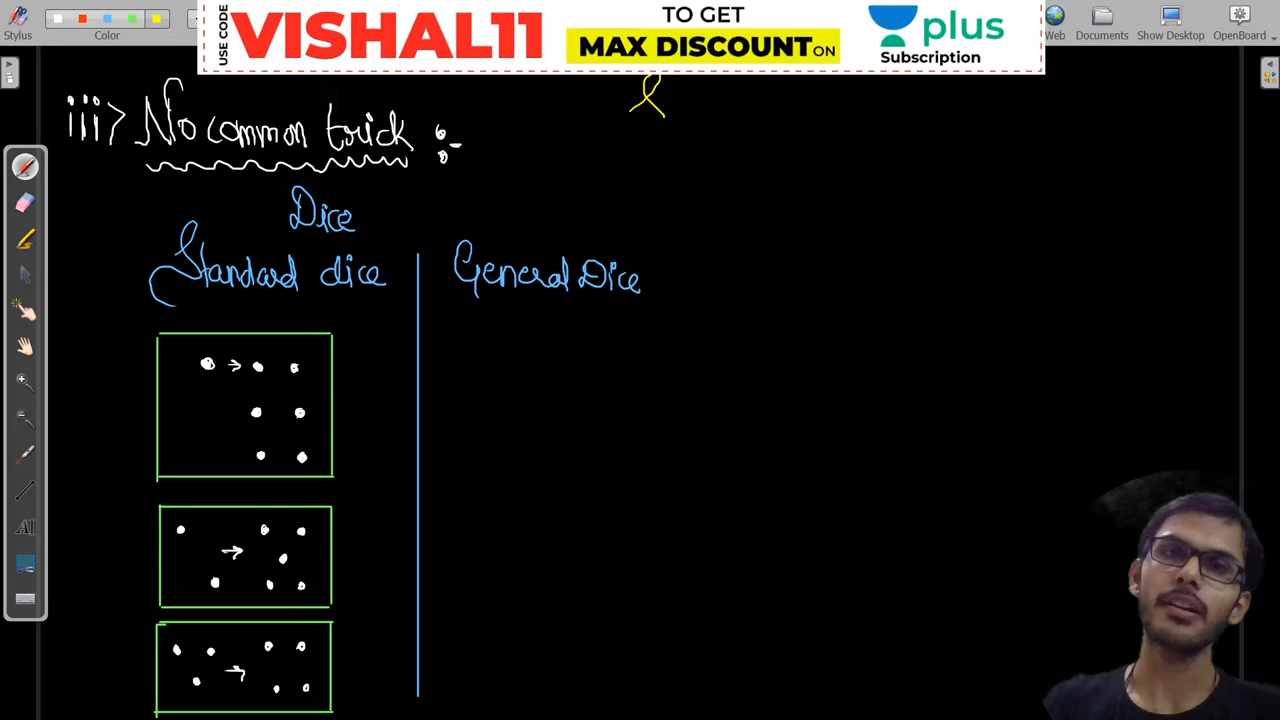 Stylus
Color
USE CODE
VISHAL11
TO GET
MAX DISCOUNT ON
plus
Subscription
Web
Documents
Show Desktop
OpenBoard
iii> No common trick :-
Dice
Standard dice
General Dice